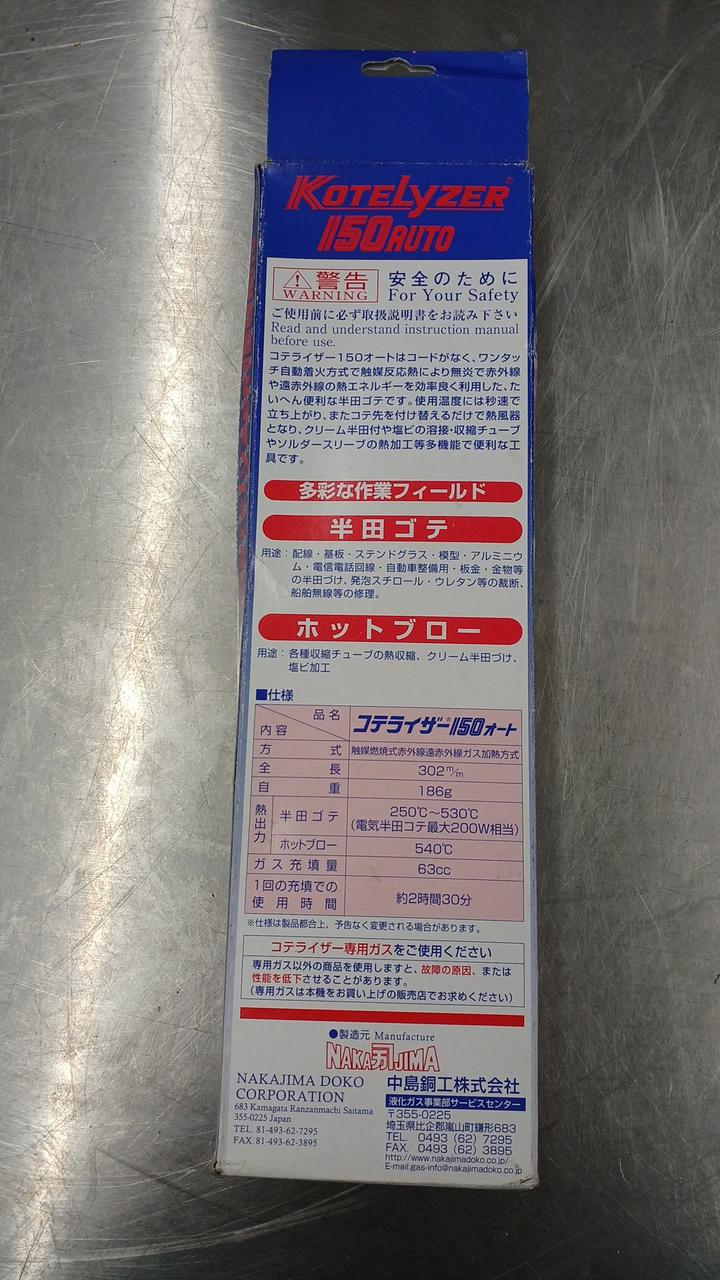 KOTELYZER®
150AUTO
⚠警告
WARNING
安全のために
For Your Safety
ご使用前に必ず取扱説明書をお読み下さい
Read and understand instruction manual
before use.
コテライザー150オートはコードがなく、ワンタッ
チ自動着火方式で触媒反応熱により無炎で赤外線
や遠赤外線の熱エネルギーを効率良く利用した、た
いへん便利な半田ゴテです。使用温度には秒速で
立ち上がり、またコテ先を付け替えるだけで熱風器
となり、クリーム半田付や塩ビの溶接・収縮チューブ
やソルダースリーブの熱加工等多機能で便利な工
具です。
多彩な作業フィールド
半田ゴテ
用途：配線・基板・ステンドグラス・模型・アルミニウ
ム・電信電話回線・自動車整備用・板金・金物等
の半田づけ、発泡スチロール・ウレタン等の裁断、
船舶無線等の修理。
ホットブロー
用途：各種収縮チューブの熱収縮、クリーム半田づけ、
塩ビ加工
■仕様
品名
内容
コテライザー®150オート
方式 触媒燃焼式赤外線遠赤外線ガス加熱方式
全長 302m/m
自重 186g
熱出力
半田ゴテ 250℃〜530℃
(電気半田コテ最大200W相当)
ホットブロー 540℃
ガス充填量 63cc
1回の充填での
使用時間 約2時間30分
※仕様は製品都合上、予告なく変更される場合があります。
コテライザー専用ガスをご使用ください
専用ガス以外の商品を使用しますと、故障の原因、または
性能を低下させることがあります。
(専用ガスは本機をお買い上げの販売店でお求めください)
●製造元 Manufacture
NAKAJIMA
NAKAJIMA DOKO
CORPORATION
683 Kamagata Ranzanmachi Saitama
355-0225 Japan
TEL. 81-493-62-7295
FAX. 81-493-62-3895
中島銅工株式会社
液化ガス事業部サービスセンター
〒355-0225
埼玉県比企郡嵐山町鎌形683
TEL. 0493 (62) 7295
FAX. 0493 (62) 3895
http://www.nakajimadoko.co.jp/
E-mail:gas-info@nakajimadoko.co.jp